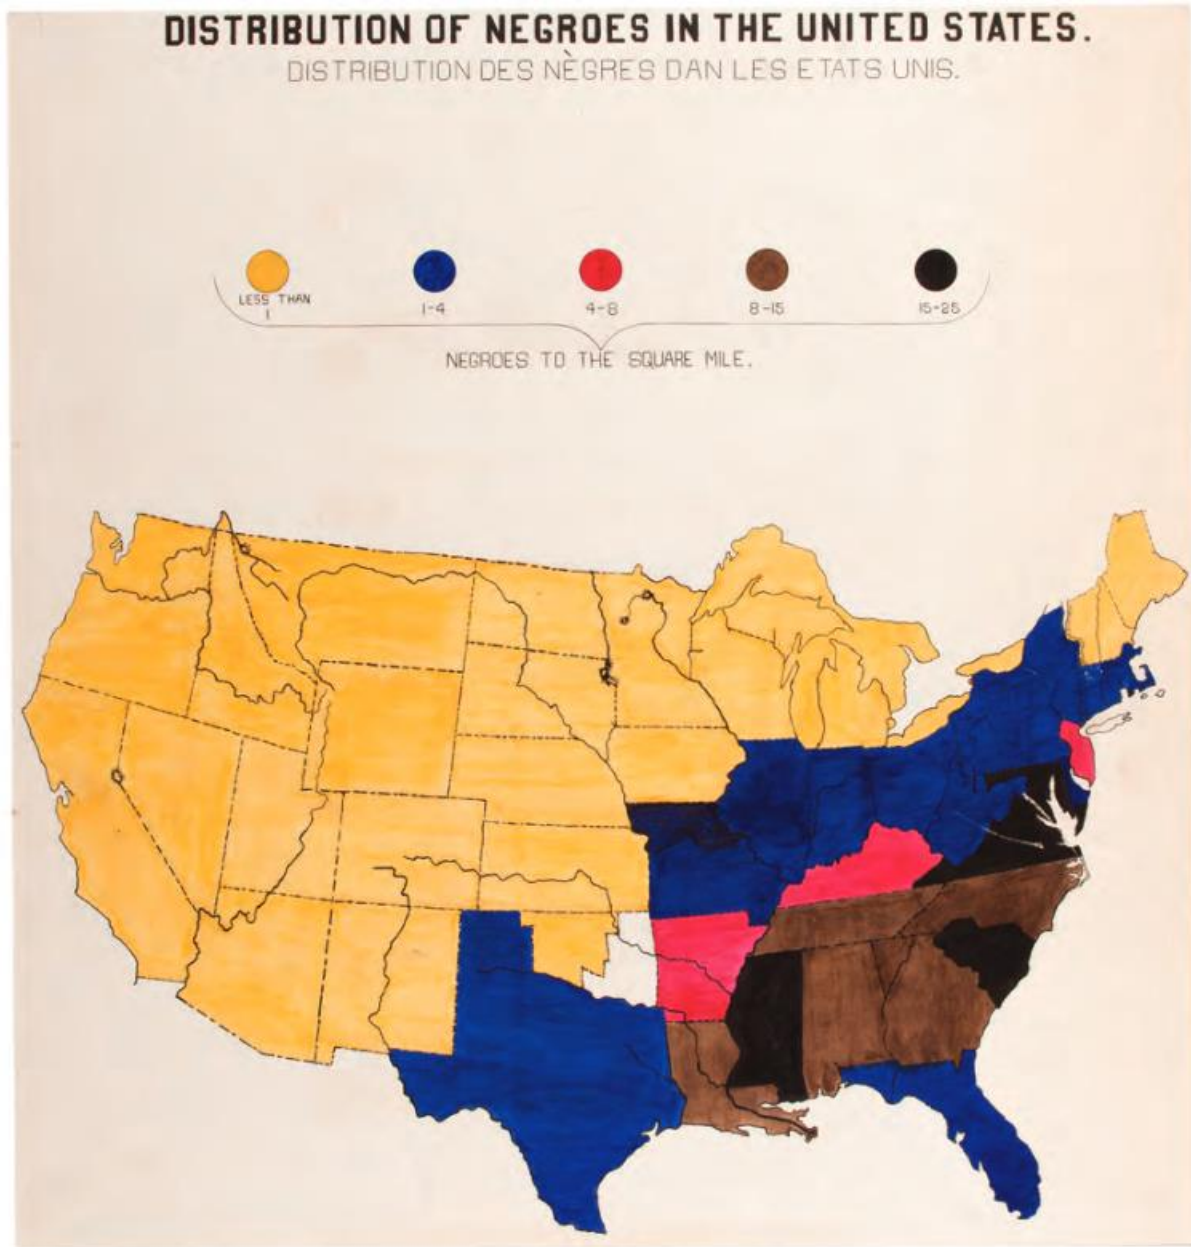 DISTRIBUTION OF NEGROES IN THE UNITED STATES.
DISTRIBUTION DES NÈGRES DAN LES ETATS UNIS.
LESS THAN
1
1-4
4-8
8-15
15-25
NEGROES TO THE SQUARE MILE.